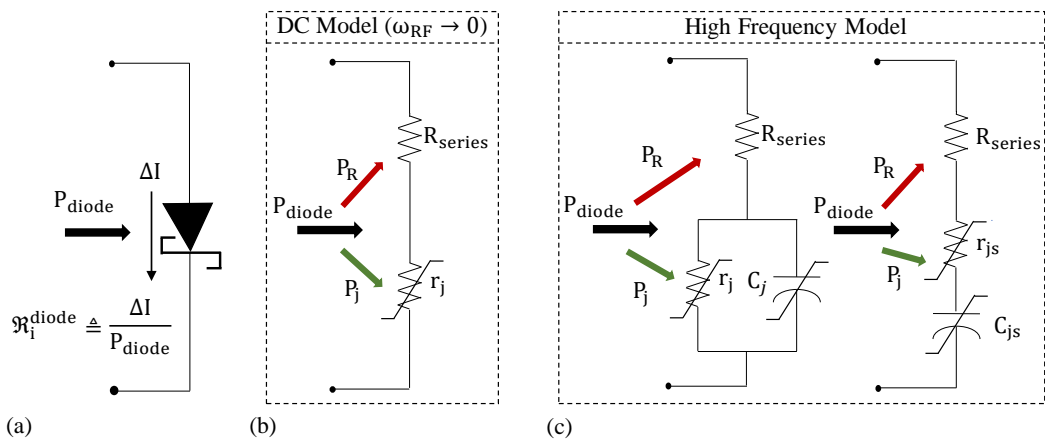 DC Model (ω_RF → 0)
High Frequency Model
ΔI
P_diode
ℜ_i^diode ≜ ΔI / P_diode
R_series
P_R
P_diode
P_j
r_j
R_series
P_R
P_diode
P_j
r_j
C_j
R_series
P_R
P_diode
P_j
r_js
C_js
(a)
(b)
(c)